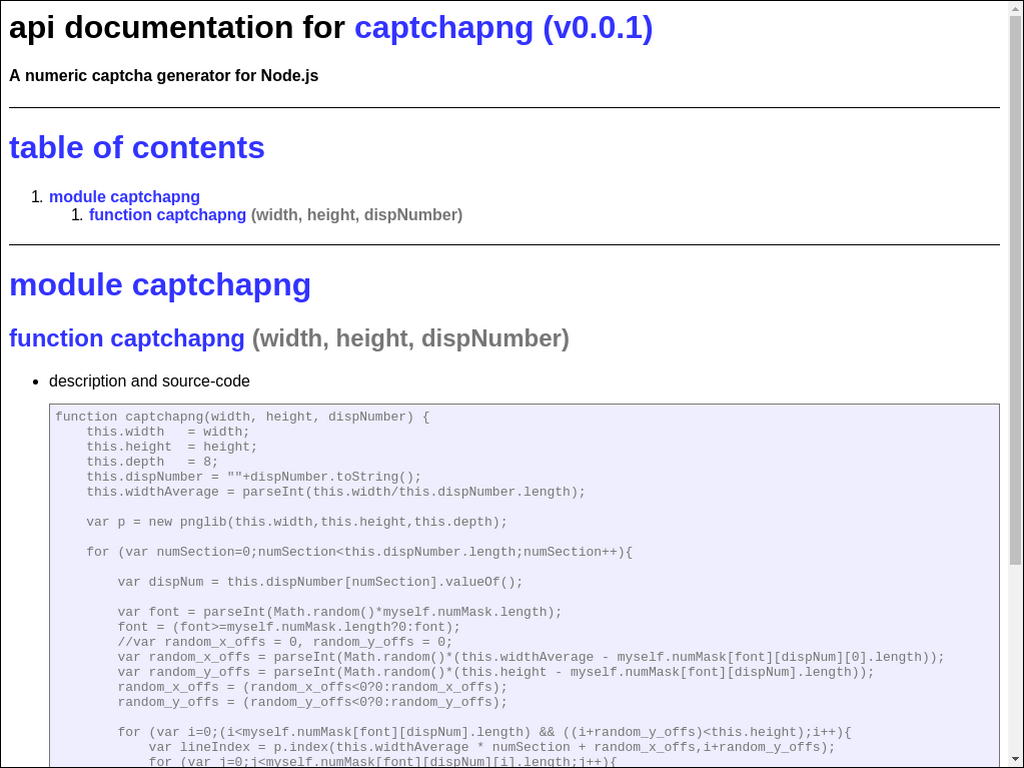 api documentation for captchapng (v0.0.1)
A numeric captcha generator for Node.js
table of contents
1. module captchapng
1. function captchapng (width, height, dispNumber)
module captchapng
function captchapng (width, height, dispNumber)
• description and source-code
function captchapng(width, height, dispNumber) {
    this.width   = width;
    this.height  = height;
    this.depth   = 8;
    this.dispNumber = ""+dispNumber.toString();
    this.widthAverage = parseInt(this.width/this.dispNumber.length);
    var p = new pnglib(this.width,this.height,this.depth);
    for (var numSection=0;numSection<this.dispNumber.length;numSection++){
        var dispNum = this.dispNumber[numSection].valueOf();
        var font = parseInt(Math.random()*myself.numMask.length);
        font = (font>=myself.numMask.length?0:font);
        //var random_x_offs = 0, random_y_offs = 0;
        var random_x_offs = parseInt(Math.random()*(this.widthAverage - myself.numMask[font][dispNum][0].length));
        var random_y_offs = parseInt(Math.random()*(this.height - myself.numMask[font][dispNum].length));
        random_x_offs = (random_x_offs<0?0:random_x_offs);
        random_y_offs = (random_y_offs<0?0:random_y_offs);
        for (var i=0;(i<myself.numMask[font][dispNum].length) && ((i+random_y_offs)<this.height);i++){
            var lineIndex = p.index(this.widthAverage * numSection + random_x_offs,i+random_y_offs);
            for (var j=0;j<myself.numMask[font][dispNum][i].length;j++){